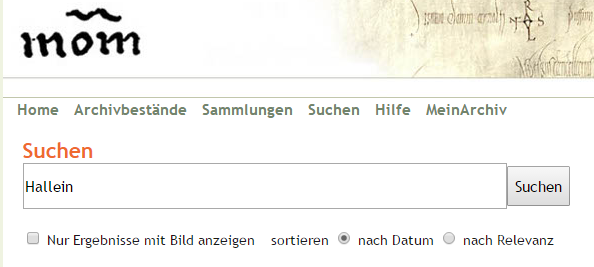 mom
Home Archivbestände Sammlungen Suchen Hilfe MeinArchiv
Suchen
Hallein Suchen
Nur Ergebnisse mit Bild anzeigen sortieren nach Datum nach Relevanz